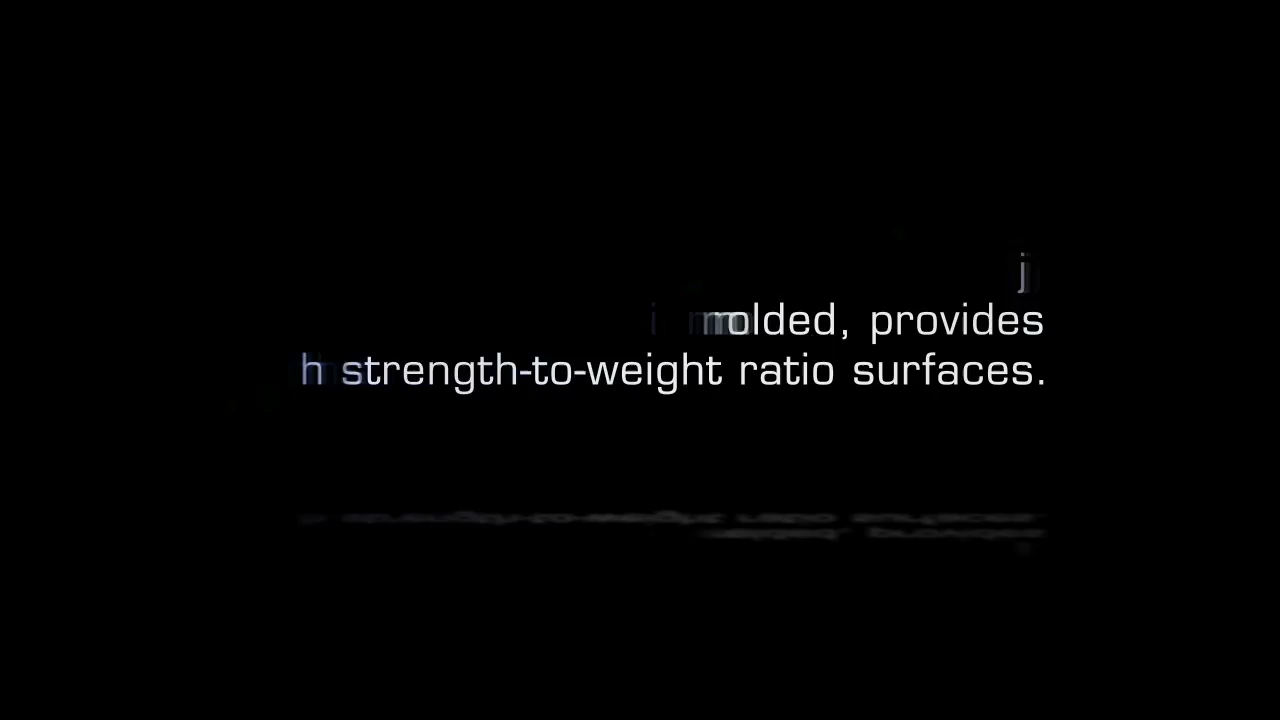 j
molded, provides
h strength-to-weight ratio surfaces.